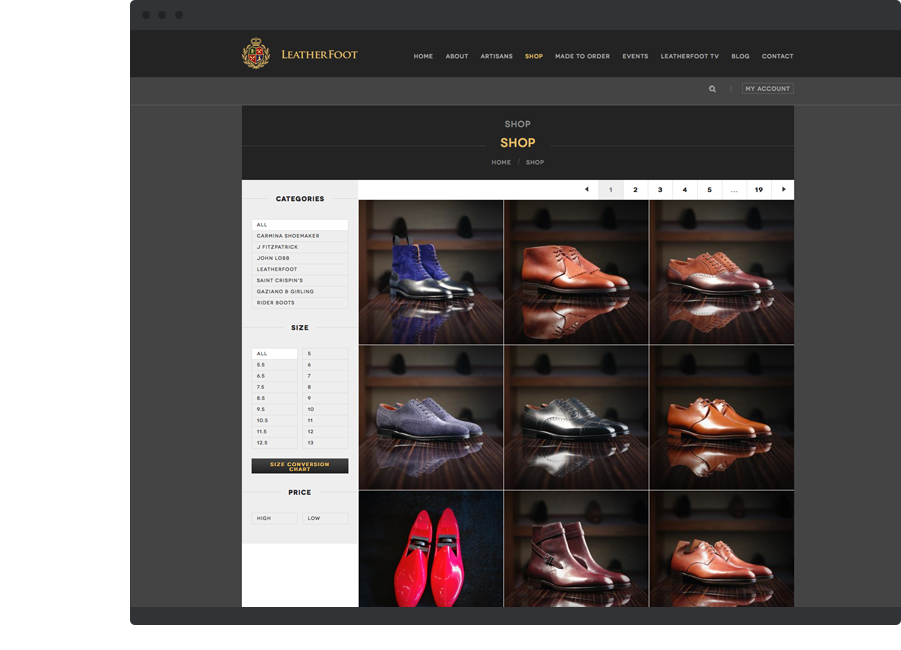 LEATHERFOOT
HOME ABOUT ARTISANS SHOP MADE TO ORDER EVENTS LEATHERFOOT TV BLOG CONTACT
MY ACCOUNT
SHOP
SHOP
HOME / SHOP
1 2 3 4 5 ... 19
CATEGORIES
ALL
CARMINA SHOEMAKER
J FITZPATRICK
JOHN LOBB
LEATHERFOOT
SAINT CRISPIN'S
GAZIANO & GIRLING
RIDER BOOTS
SIZE
ALL 5
5.5 6
6.5 7
7.5 8
8.5 9
9.5 10
10.5 11
11.5 12
12.5 13
SIZE CONVERSION
CHART
PRICE
HIGH LOW